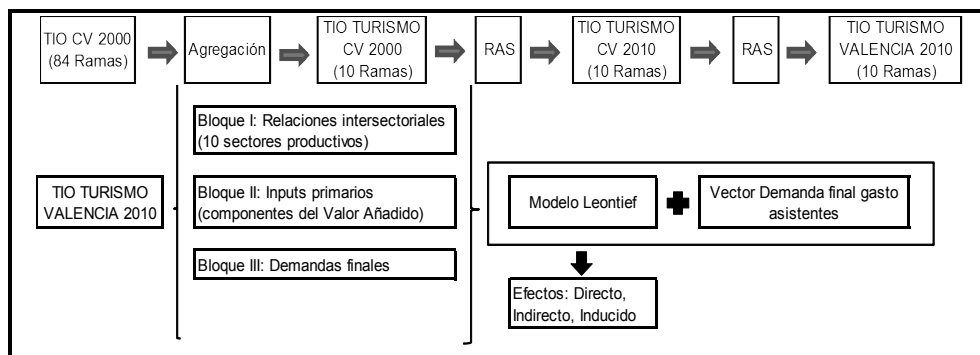 TIO CV 2000
(84 Ramas)
Agregación
TIO TURISMO
CV 2000
(10 Ramas)
RAS
TIO TURISMO
CV 2010
(10 Ramas)
RAS
TIO TURISMO
VALENCIA 2010
(10 Ramas)
TIO TURISMO
VALENCIA 2010
Bloque I: Relaciones intersectoriales
(10 sectores productivos)
Bloque II: Inputs primarios
(componentes del Valor Añadido)
Bloque III: Demandas finales
Modelo Leontief
Vector Demanda final gasto
asistentes
Efectos: Directo,
Indirecto, Inducido